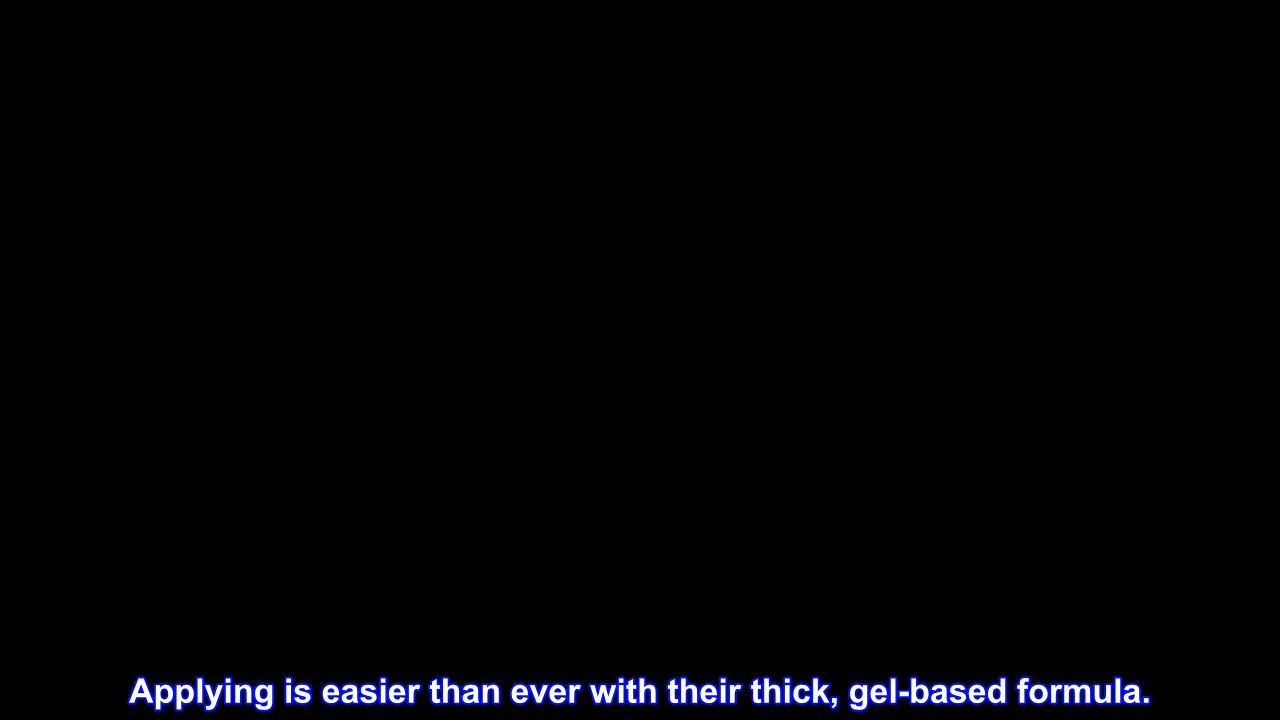 Applying is easier than ever with their thick, gel-based formula.